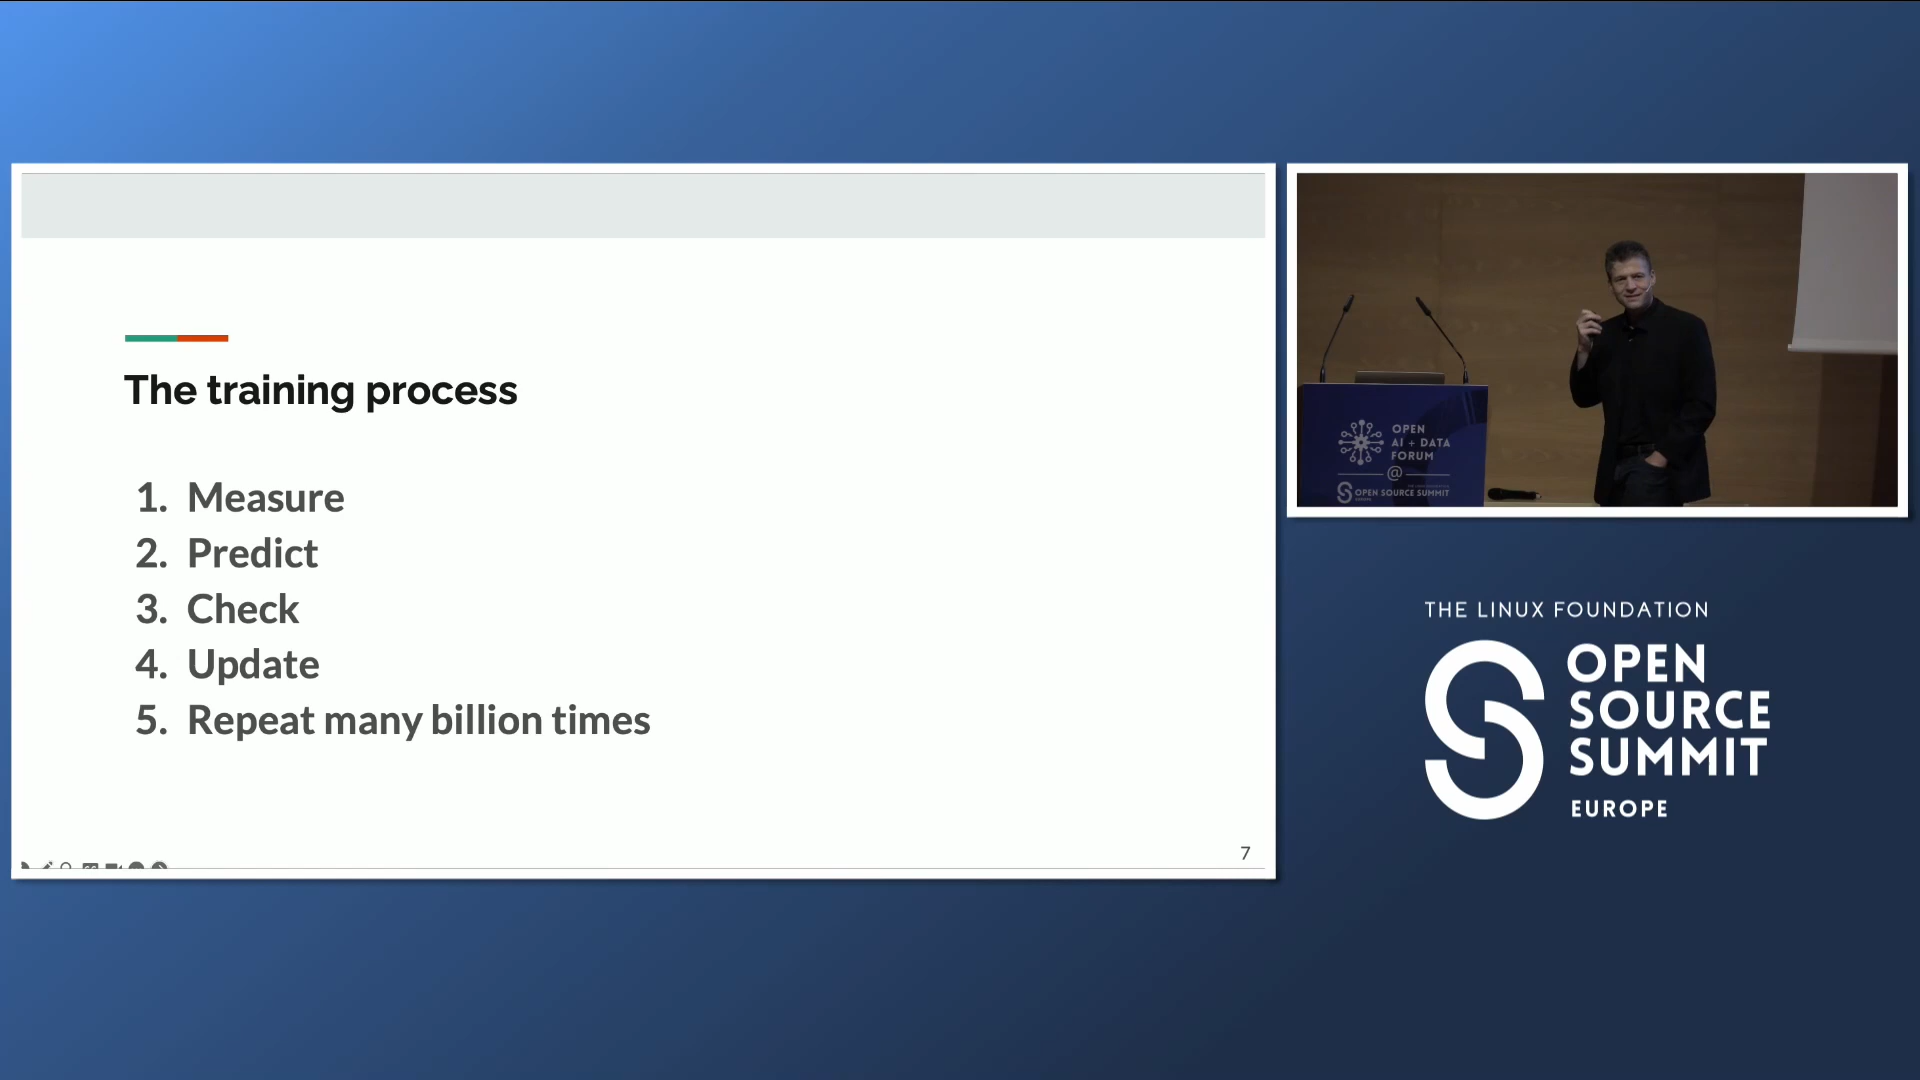 The training process
1. Measure
2. Predict
3. Check
4. Update
5. Repeat many billion times
7
OPEN
AI + DATA
FORUM
@
OPEN SOURCE SUMMIT
THE LINUX FOUNDATION
OPEN
SOURCE
SUMMIT
EUROPE